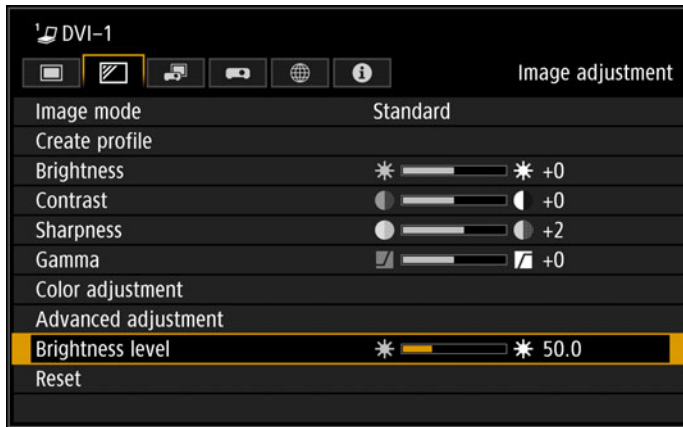 1 DVI–1
Image adjustment
Image mode Standard
Create profile
Brightness +0
Contrast +0
Sharpness +2
Gamma +0
Color adjustment
Advanced adjustment
Brightness level 50.0
Reset